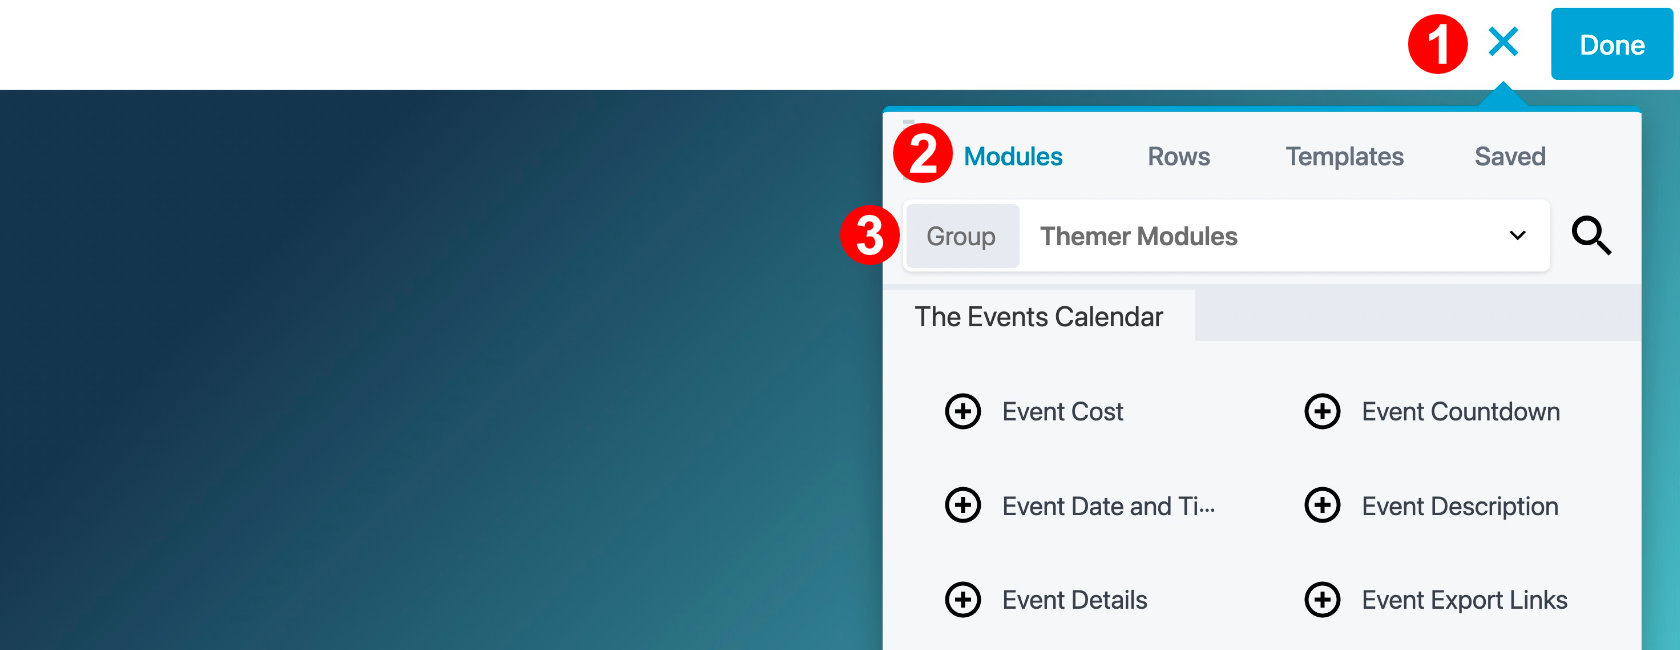 1
Done
2 Modules Rows Templates Saved
3 Group Themer Modules
The Events Calendar
Event Cost Event Countdown
Event Date and Ti... Event Description
Event Details Event Export Links